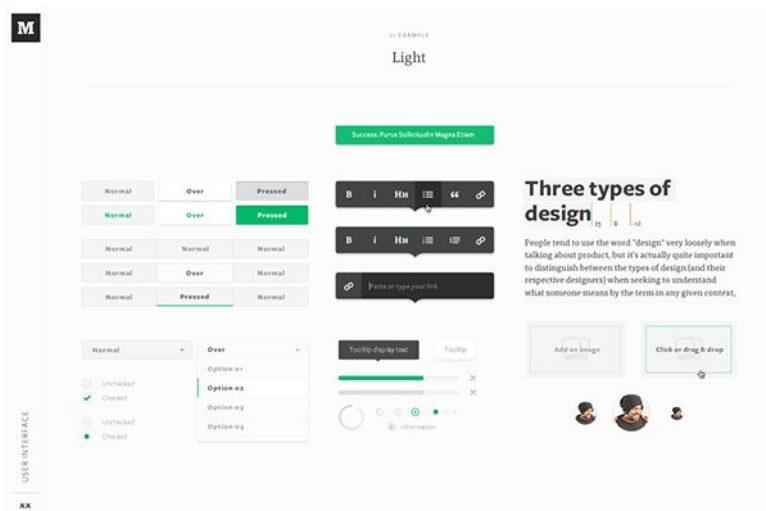 M
UI EXAMPLE
Light
Success: Purus Sollicitudin Magna Etiam
Normal Over Pressed
Normal Over Pressed
Normal Normal Normal
Normal Over Normal
Normal Pressed Normal
B i HH “
B i HH
Paste or type your link
Three types of
design 25 0 -12
People tend to use the word "design" very loosely when
talking about product, but it's actually quite important
to distinguish between the types of design (and their
respective designers) when seeking to understand
what someone means by the term in any given context,
Normal
Unchecked
Checked
Unchecked
Checked
Over
Option 01
Option 02
Option 03
Option 04
Tooltip display text Tooltip
Information
Add an image
Click or drag & drop
USER INTERFACE
XX